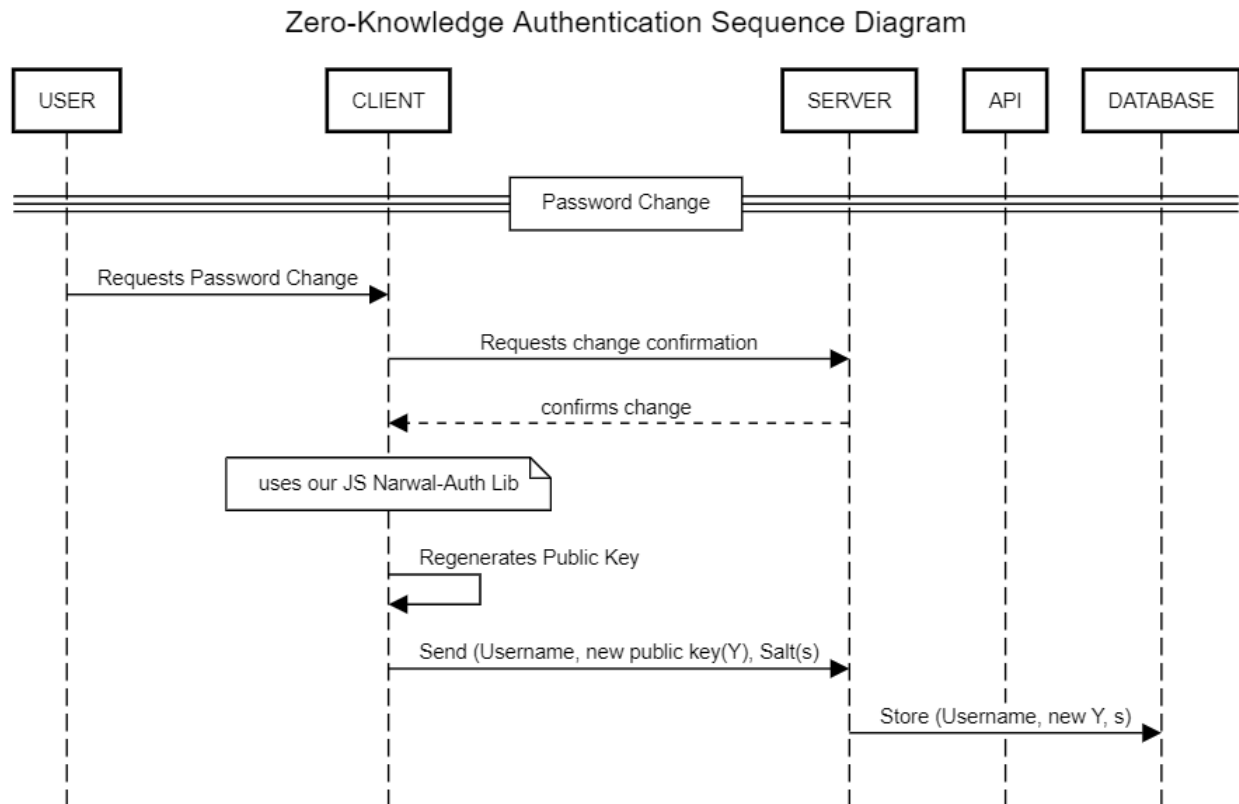 Zero-Knowledge Authentication Sequence Diagram
USER
CLIENT
SERVER
API
DATABASE
Password Change
Requests Password Change
Requests change confirmation
confirms change
uses our JS Narwal-Auth Lib
Regenerates Public Key
Send (Username, new public key(Y), Salt(s)
Store (Username, new Y, s)